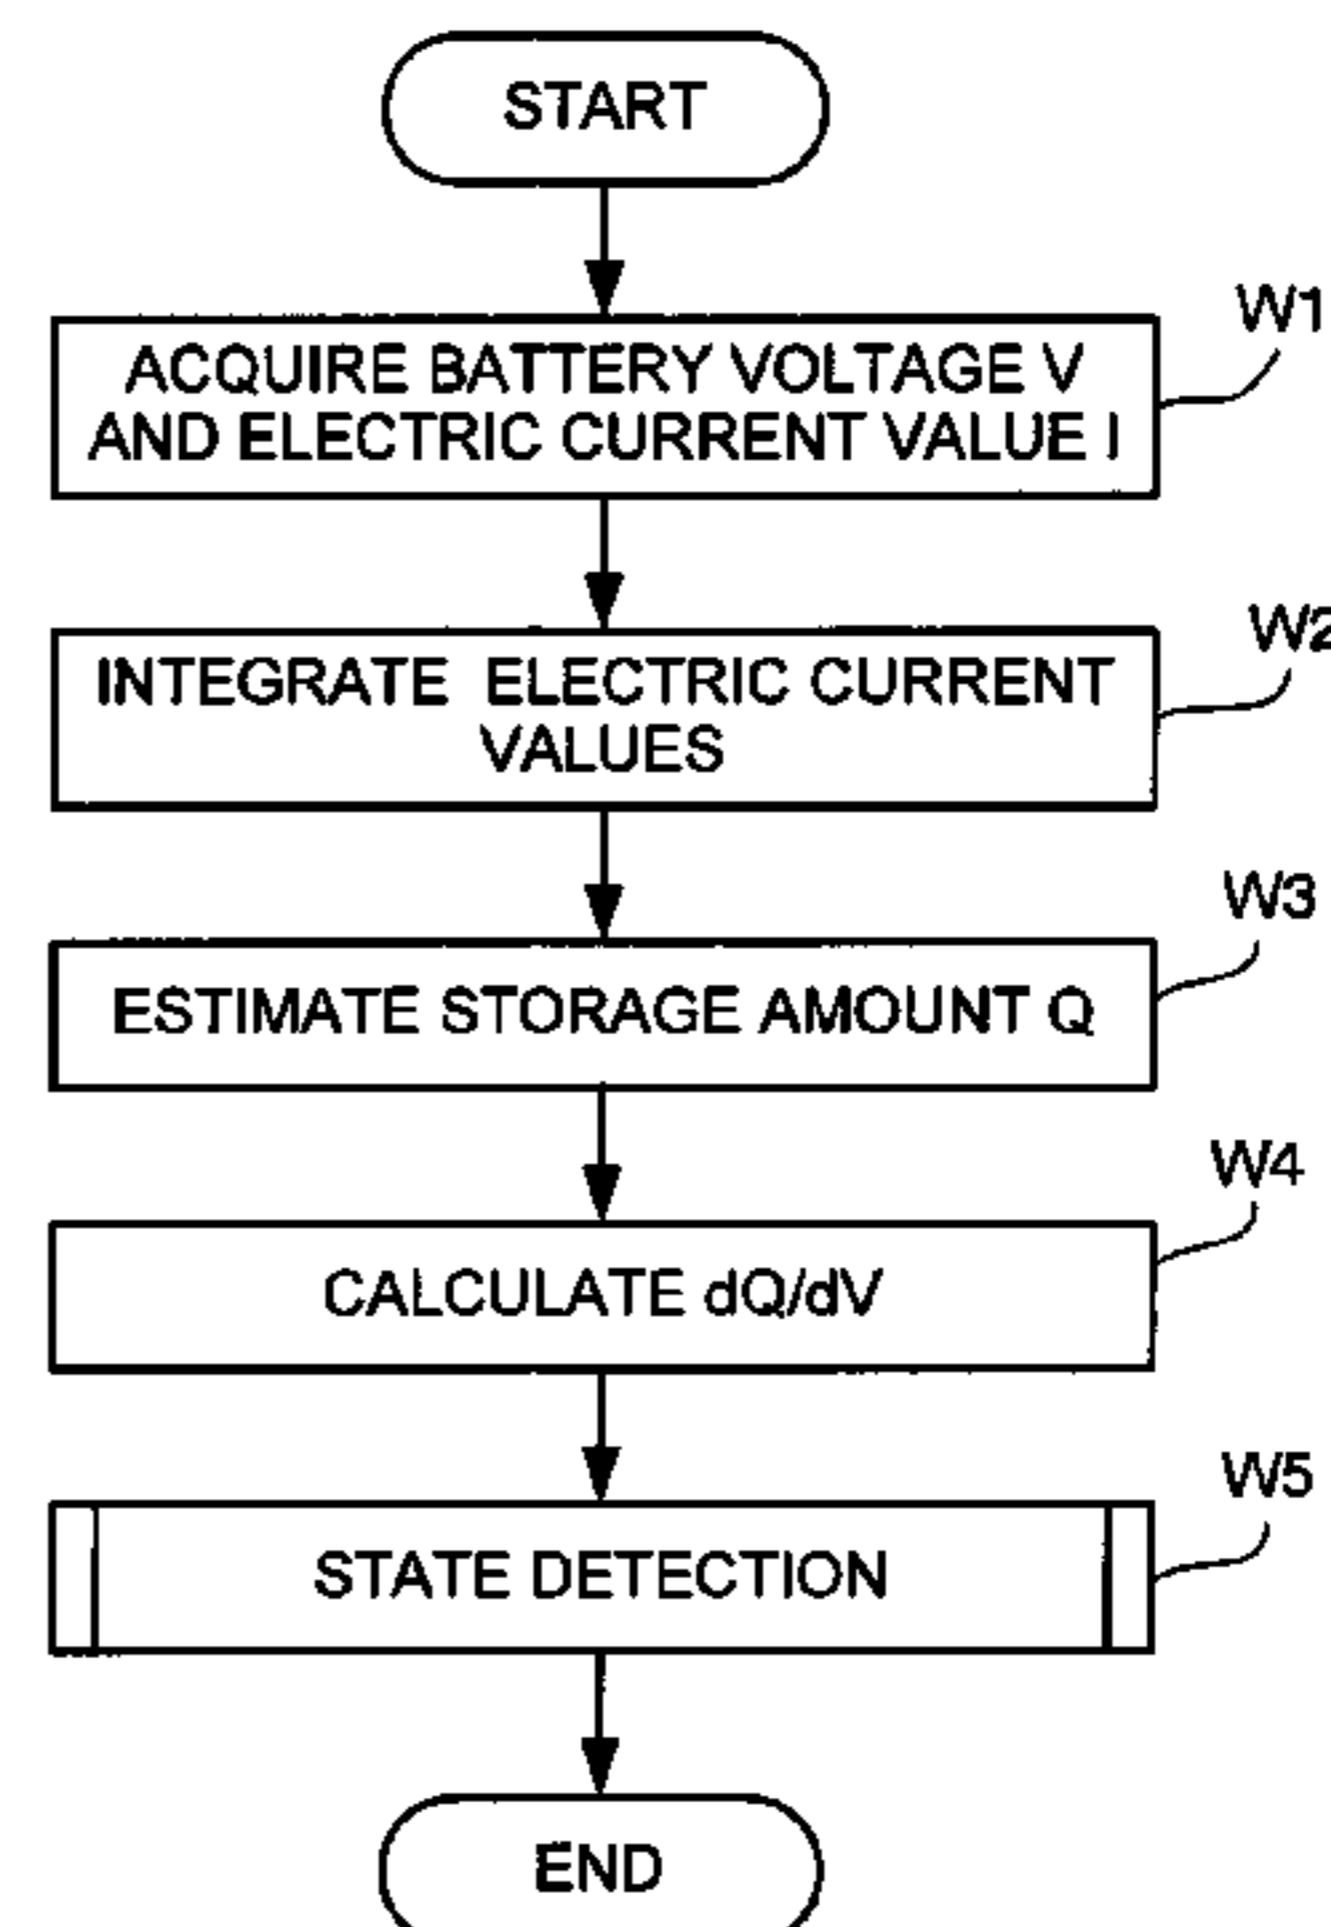 START
W1
ACQUIRE BATTERY VOLTAGE V
AND ELECTRIC CURRENT VALUE I
W2
INTEGRATE ELECTRIC CURRENT
VALUES
W3
ESTIMATE STORAGE AMOUNT Q
W4
CALCULATE dQ/dV
W5
STATE DETECTION
END